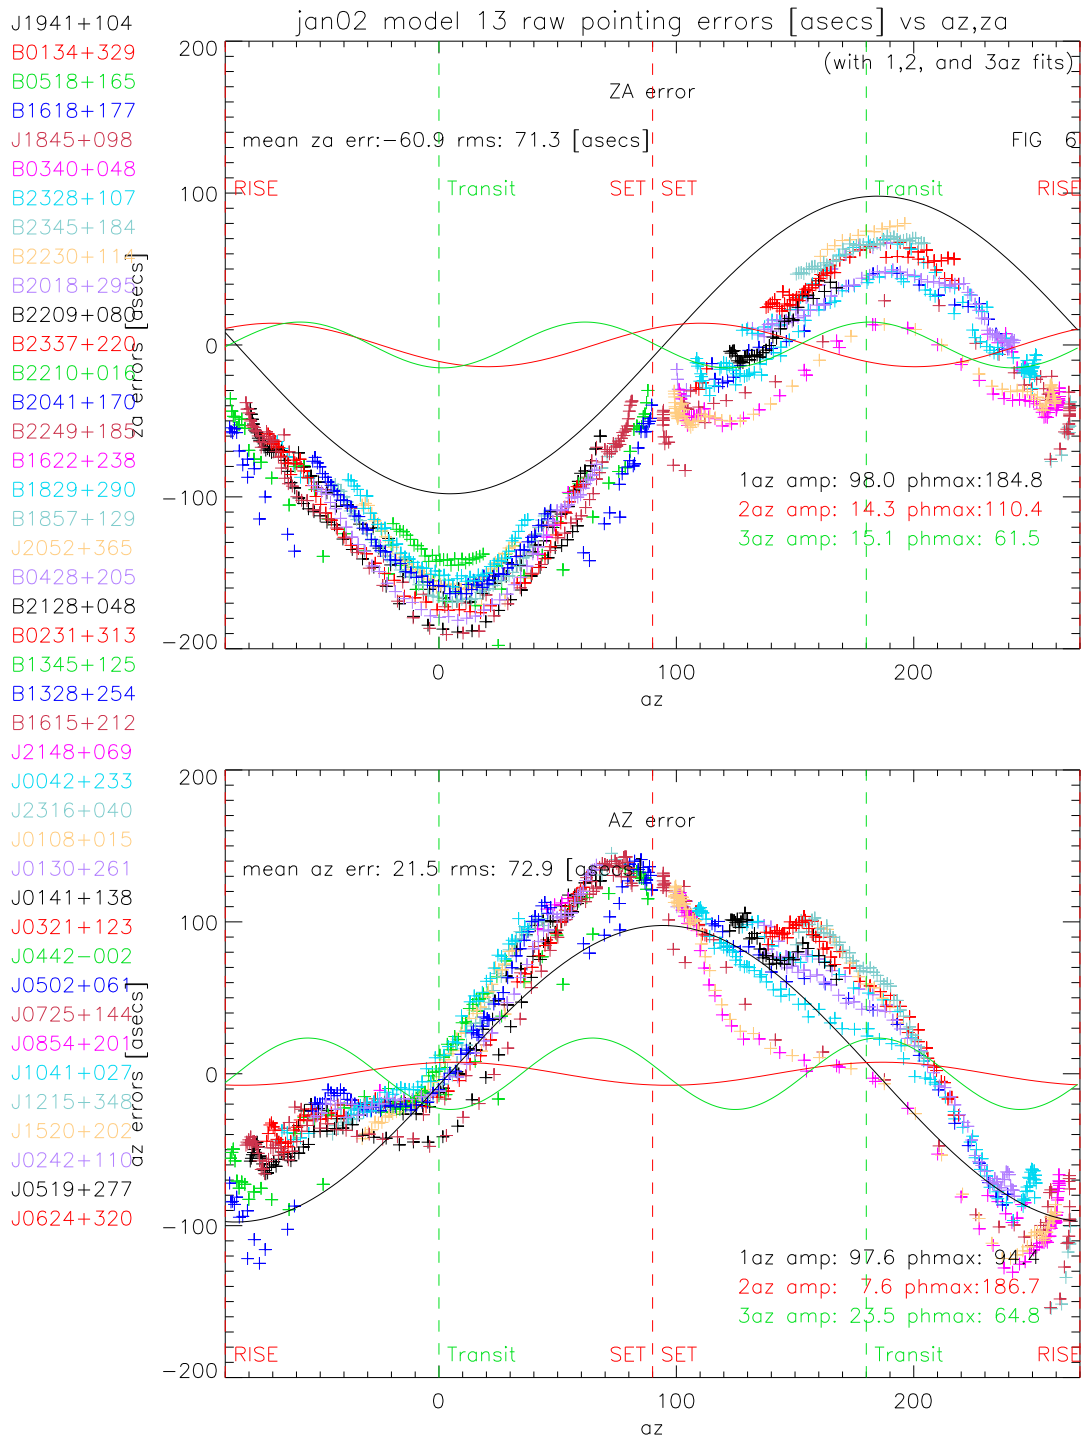 jan02 model 13 raw pointing errors [asecs] vs az,za
J1941+104
B0134+329
B0518+165
B1618+177
J1845+098
B0340+048
B2328+107
B2345+184
B2230+114
B2018+295
B2209+080
B2337+220
B2210+016
B2041+170
B2249+185
B1622+238
B1829+290
B1857+129
J2052+365
B0428+205
B2128+048
B0231+313
B1345+125
B1328+254
B1615+212
J2148+069
J0042+233
J2316+040
J0108+015
J0130+261
J0141+138
J0321+123
J0442-002
J0502+061
J0725+144
J0854+201
J1041+027
J1215+348
J1520+202
J0242+110
J0519+277
J0624+320
(with 1,2, and 3az fits)
ZA error
mean za err:-60.9 rms: 71.3 [asecs]
FIG 6
RISE Transit SET SET Transit RISE
1az amp: 98.0 phmax:184.8
2az amp: 14.3 phmax:110.4
3az amp: 15.1 phmax: 61.5
za errors [asecs]
200
100
0
-100
-200
0 100 200
az
AZ error
mean az err: 21.5 rms: 72.9 [asecs]
1az amp: 97.6 phmax: 94.4
2az amp: 7.6 phmax:186.7
3az amp: 23.5 phmax: 64.8
RISE Transit SET SET Transit RISE
az errors [asecs]
200
100
0
-100
-200
0 100 200
az